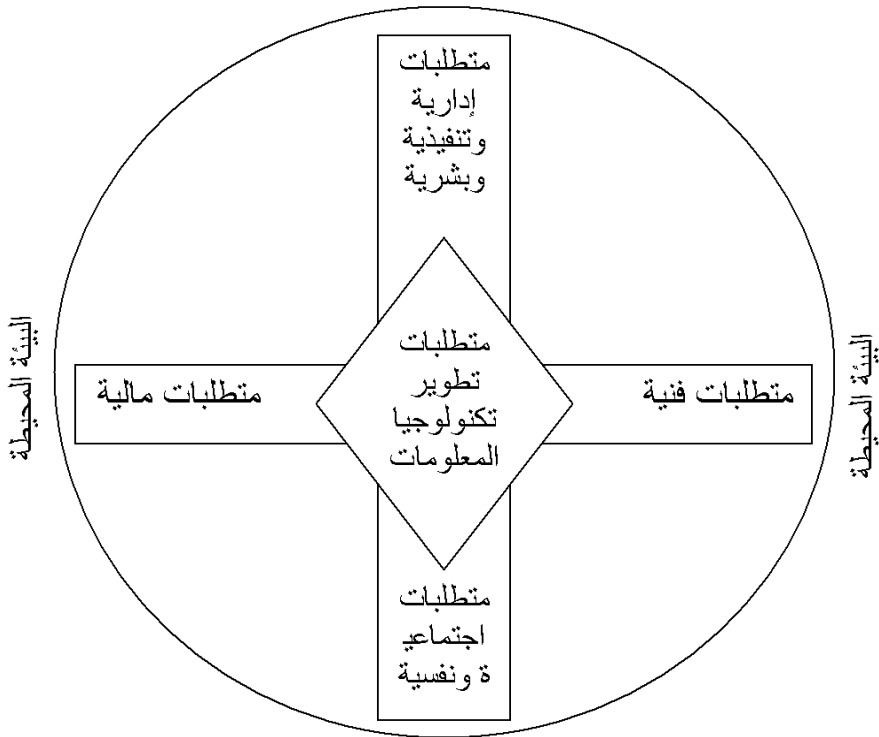 متطلبات
إدارية
وتنفيذية
وبشرية
البيئة المحيطة
متطلبات فنية
متطلبات
تطوير
تكنولوجيا
المعلومات
متطلبات مالية
البيئة المحيطة
متطلبات
اجتماعي
ة ونفسية